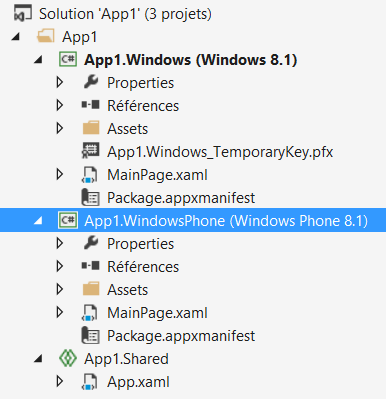 Solution 'App1' (3 projets)
App1
C# App1.Windows (Windows 8.1)
Properties
Références
Assets
App1.Windows_TemporaryKey.pfx
MainPage.xaml
Package.appxmanifest
C# App1.WindowsPhone (Windows Phone 8.1)
Properties
Références
Assets
MainPage.xaml
Package.appxmanifest
App1.Shared
App.xaml